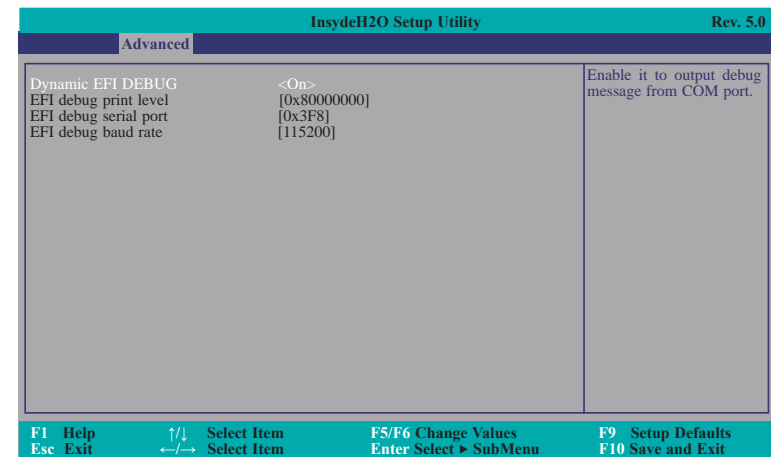 InsydeH2O Setup Utility Rev. 5.0
Advanced
Dynamic EFI DEBUG <On>
EFI debug print level [0x80000000]
EFI debug serial port [0x3F8]
EFI debug baud rate [115200]
Enable it to output debug
message from COM port.
F1 Help ↑/↓ Select Item F5/F6 Change Values F9 Setup Defaults
Esc Exit ←/→ Select Item Enter Select ► SubMenu F10 Save and Exit